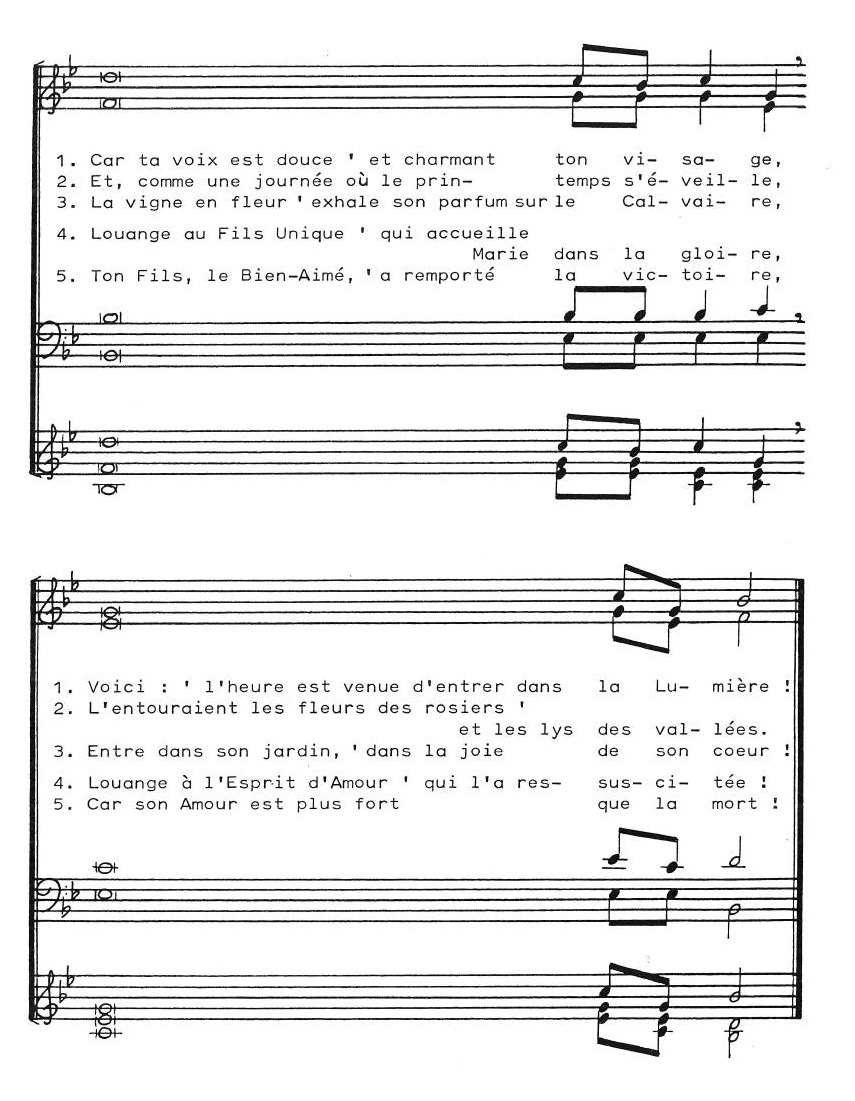 1. Car ta voix est douce ' et charmant ton vi- sa- ge,
2. Et, comme une journée où le prin- temps s'é- veil- le,
3. La vigne en fleur ' exhale son parfum sur le Cal- vai- re,
4. Louange au Fils Unique ' qui accueille
Marie dans la gloi- re,
5. Ton Fils, le Bien-Aimé, ' a remporté la vic- toi- re,
1. Voici : ' l'heure est venue d'entrer dans la Lu- mière !
2. L'entouraient les fleurs des rosiers '
et les lys des val- lées.
3. Entre dans son jardin, ' dans la joie de son coeur !
4. Louange à l'Esprit d'Amour ' qui l'a res- sus- ci- tée !
5. Car son Amour est plus fort que la mort !